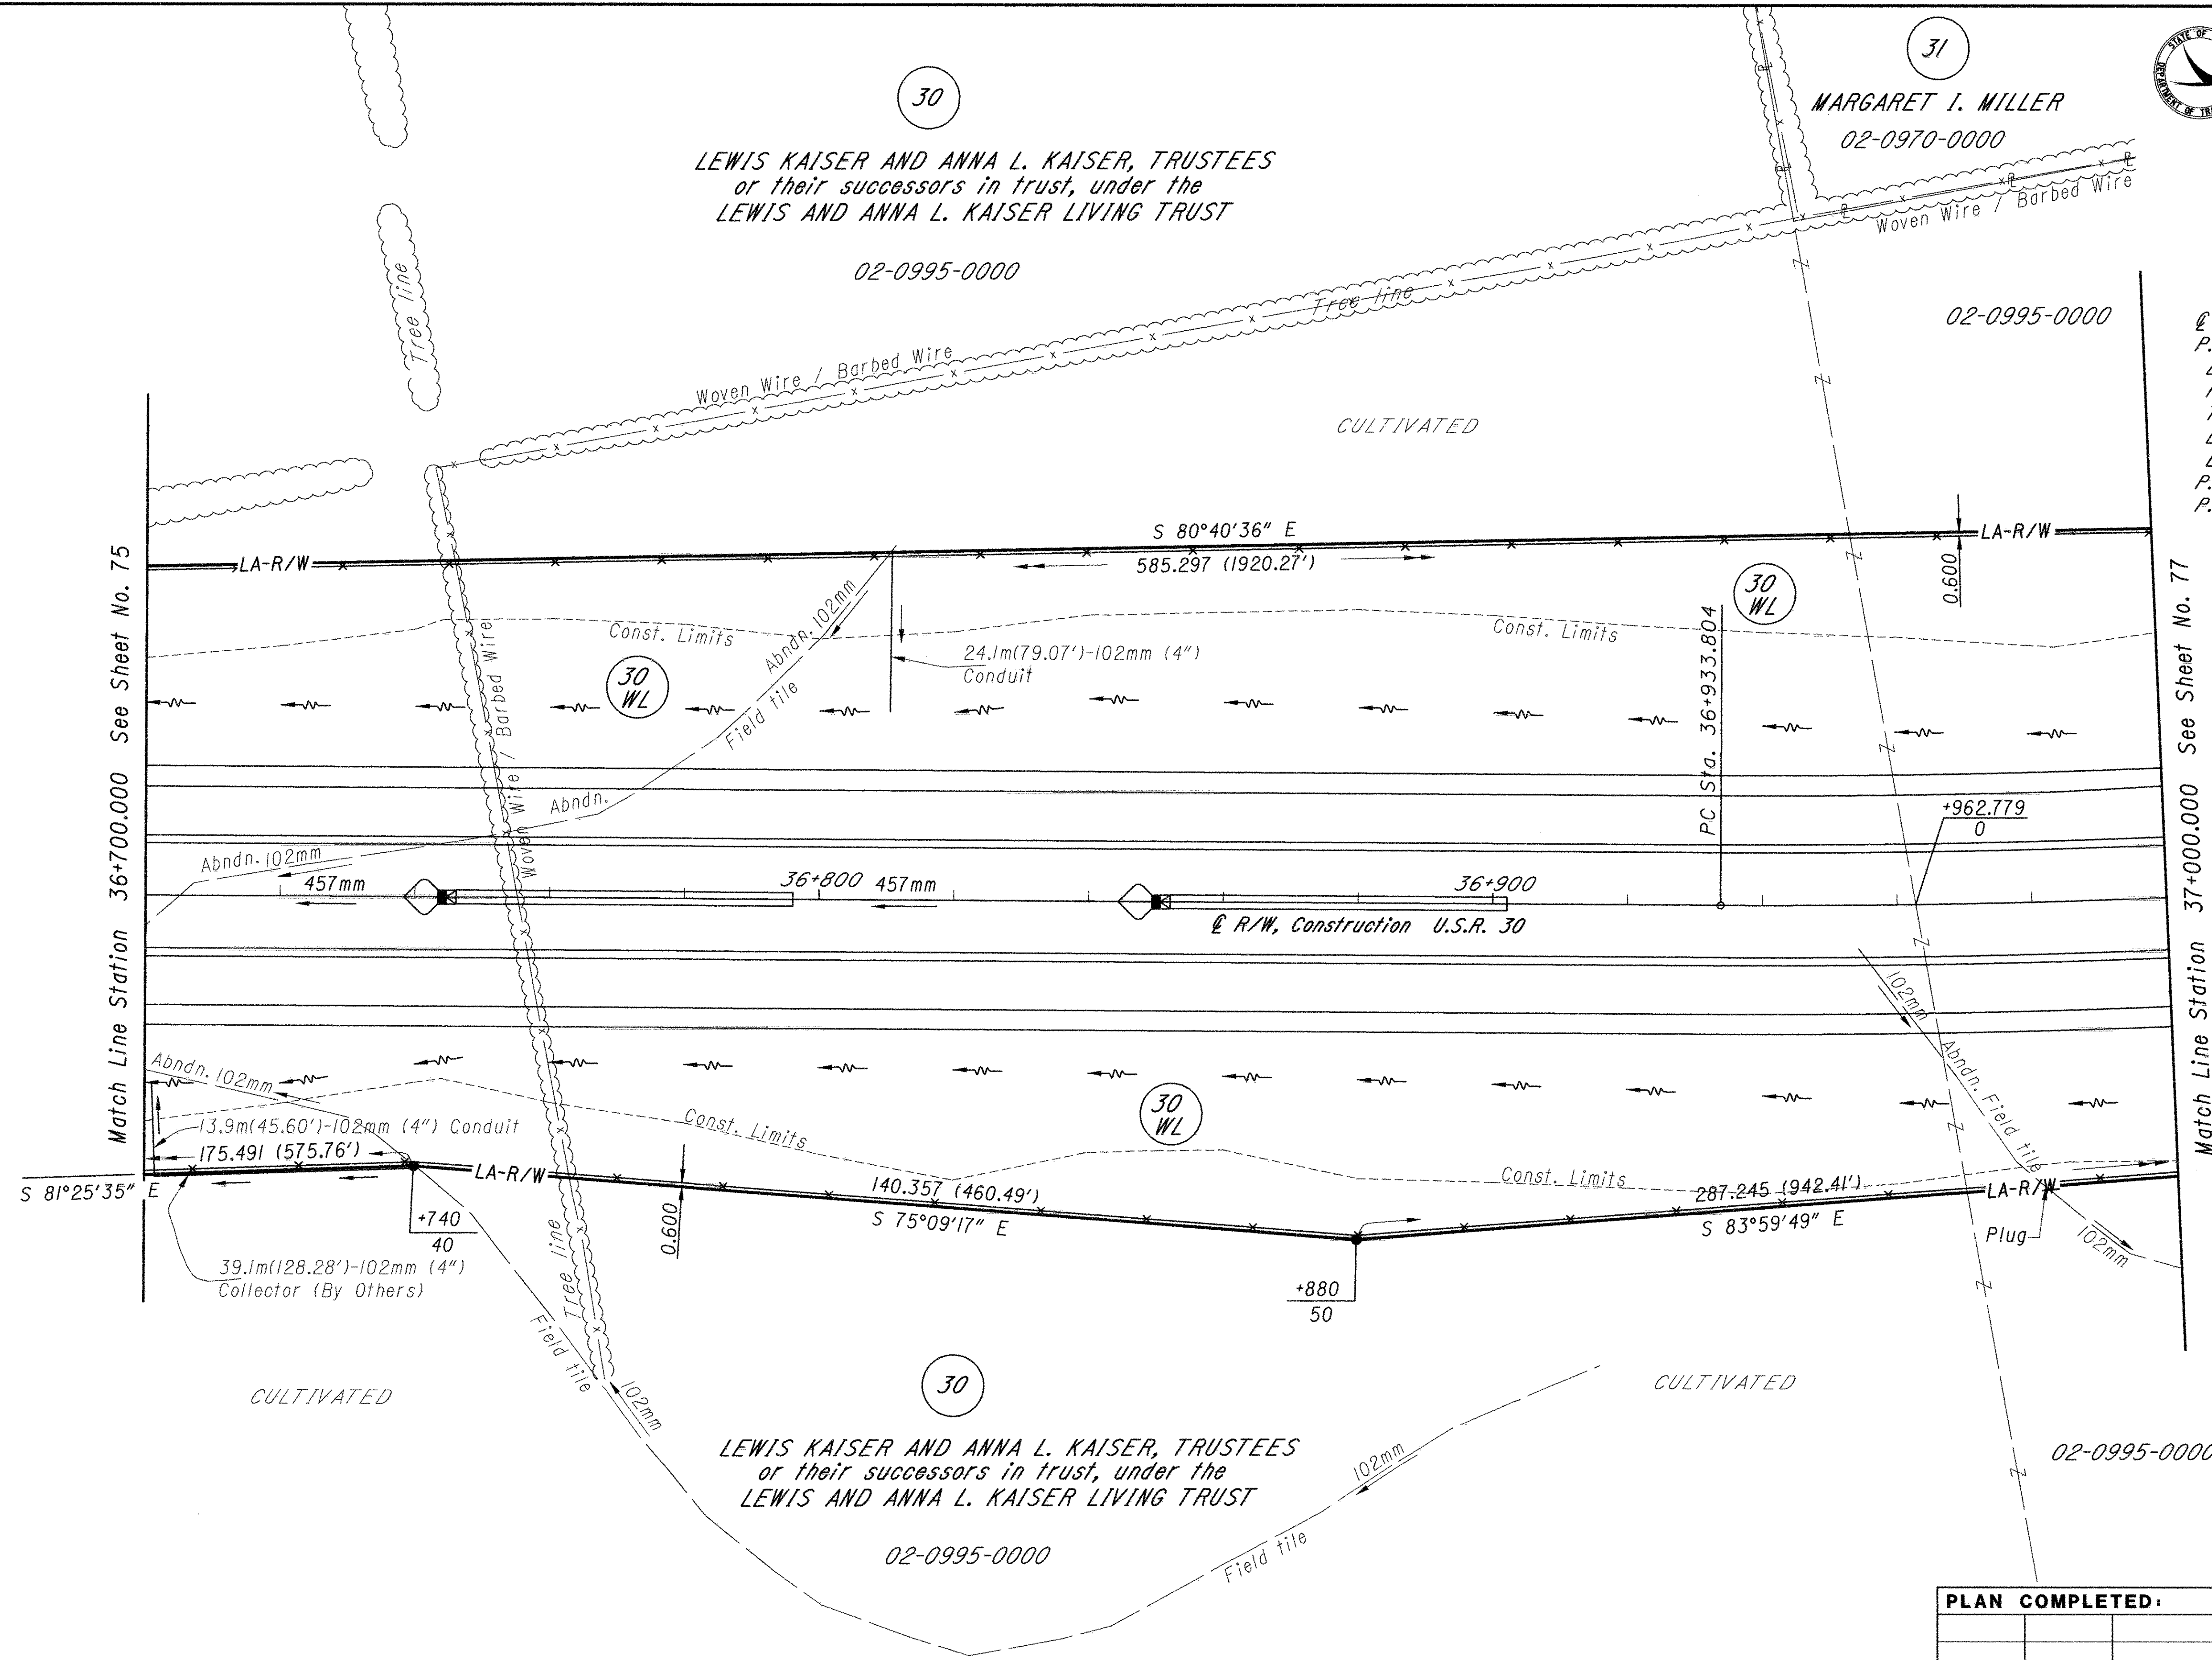 30
LEWIS KAISER AND ANNA L. KAISER, TRUSTEES
or their successors in trust, under the
LEWIS AND ANNA L. KAISER LIVING TRUST
02-0995-0000
31
MARGARET I. MILLER
02-0970-0000
STATE OF
DEPARTMENT OF TR
Woven Wire / Barbed Wire
Tree line
Tree line
Woven Wire / Barbed Wire
02-0995-0000
CULTIVATED
P.
P.
P.
S 80°40'36" E
585.297 (1920.27')
LA-R/W
LA-R/W
0.600
30
WL
30
WL
Const. Limits
Const. Limits
Abndn. 102mm
Field tile
24.1m(79.07')-102mm (4")
Conduit
PC Sta. 36+933.804
Match Line Station 36+700.000 See Sheet No. 75
Match Line Station 37+000.000 See Sheet No. 77
Woven Wire / Barbed Wire
Abndn.
Abndn. 102mm
+962.779
0
457mm
36+800
457mm
36+900
℄ R/W, Construction U.S.R. 30
102mm
Abndn. Field tile
Abndn. 102mm
13.9m(45.60')-102mm (4") Conduit
175.491 (575.76')
S 81°25'35" E
Const. Limits
30
WL
Const. Limits
LA-R/W
140.357 (460.49')
S 75°09'17" E
287.245 (942.41')
S 83°59'49" E
LA-R/W
+740
40
0.600
Plug
102mm
39.1m(128.28')-102mm (4")
Collector (By Others)
Tree line
+880
50
Field tile
102mm
CULTIVATED
30
CULTIVATED
LEWIS KAISER AND ANNA L. KAISER, TRUSTEES
or their successors in trust, under the
LEWIS AND ANNA L. KAISER LIVING TRUST
02-0995-0000
102mm
Field tile
02-0995-0000
PLAN COMPLETED: